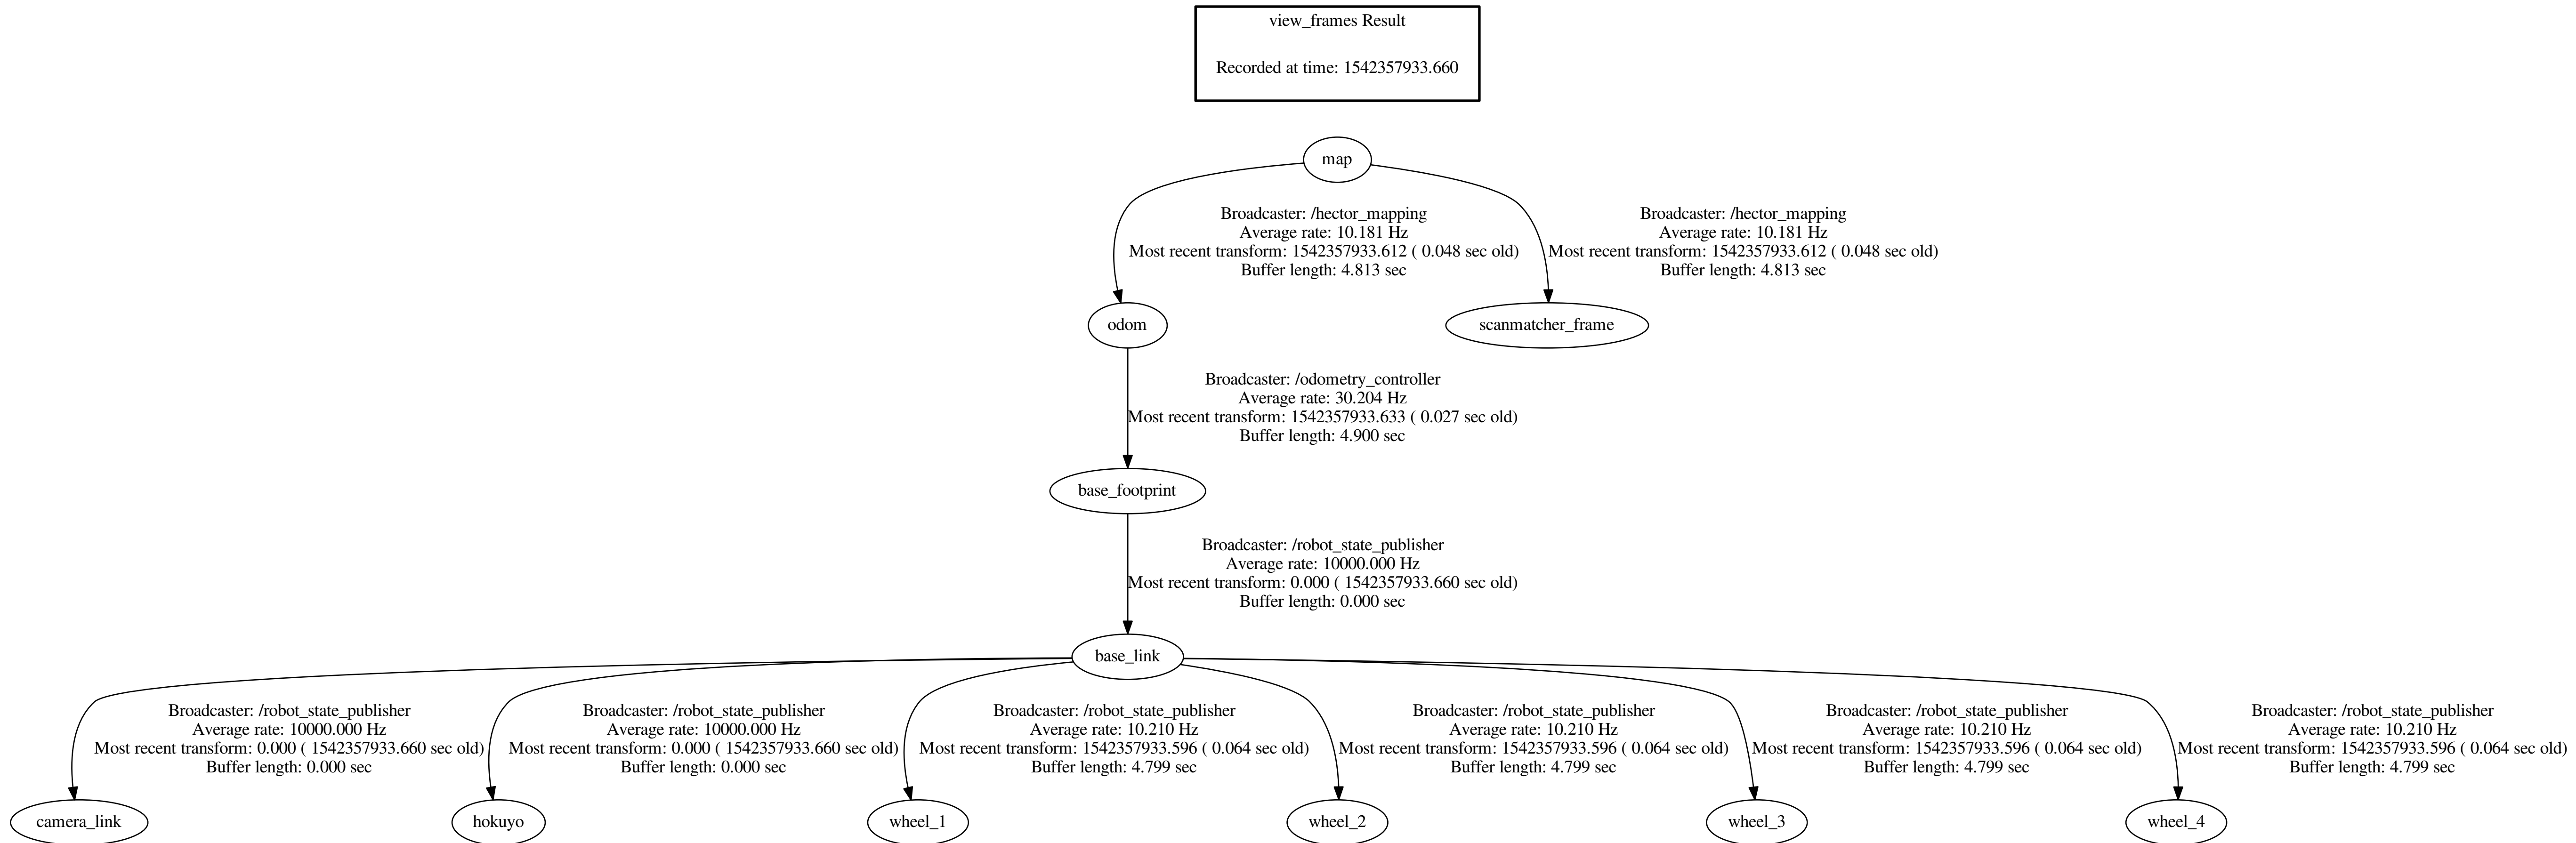 view_frames Result
Recorded at time: 1542357933.660
map
Broadcaster: /hector_mapping
Average rate: 10.181 Hz
Most recent transform: 1542357933.612 ( 0.048 sec old)
Buffer length: 4.813 sec
Broadcaster: /hector_mapping
Average rate: 10.181 Hz
Most recent transform: 1542357933.612 ( 0.048 sec old)
Buffer length: 4.813 sec
odom
scanmatcher_frame
Broadcaster: /odometry_controller
Average rate: 30.204 Hz
Most recent transform: 1542357933.633 ( 0.027 sec old)
Buffer length: 4.900 sec
base_footprint
Broadcaster: /robot_state_publisher
Average rate: 10000.000 Hz
Most recent transform: 0.000 ( 1542357933.660 sec old)
Buffer length: 0.000 sec
base_link
Broadcaster: /robot_state_publisher
Average rate: 10000.000 Hz
Most recent transform: 0.000 ( 1542357933.660 sec old)
Buffer length: 0.000 sec
Broadcaster: /robot_state_publisher
Average rate: 10000.000 Hz
Most recent transform: 0.000 ( 1542357933.660 sec old)
Buffer length: 0.000 sec
Broadcaster: /robot_state_publisher
Average rate: 10.210 Hz
Most recent transform: 1542357933.596 ( 0.064 sec old)
Buffer length: 4.799 sec
Broadcaster: /robot_state_publisher
Average rate: 10.210 Hz
Most recent transform: 1542357933.596 ( 0.064 sec old)
Buffer length: 4.799 sec
Broadcaster: /robot_state_publisher
Average rate: 10.210 Hz
Most recent transform: 1542357933.596 ( 0.064 sec old)
Buffer length: 4.799 sec
Broadcaster: /robot_state_publisher
Average rate: 10.210 Hz
Most recent transform: 1542357933.596 ( 0.064 sec old)
Buffer length: 4.799 sec
camera_link
hokuyo
wheel_1
wheel_2
wheel_3
wheel_4